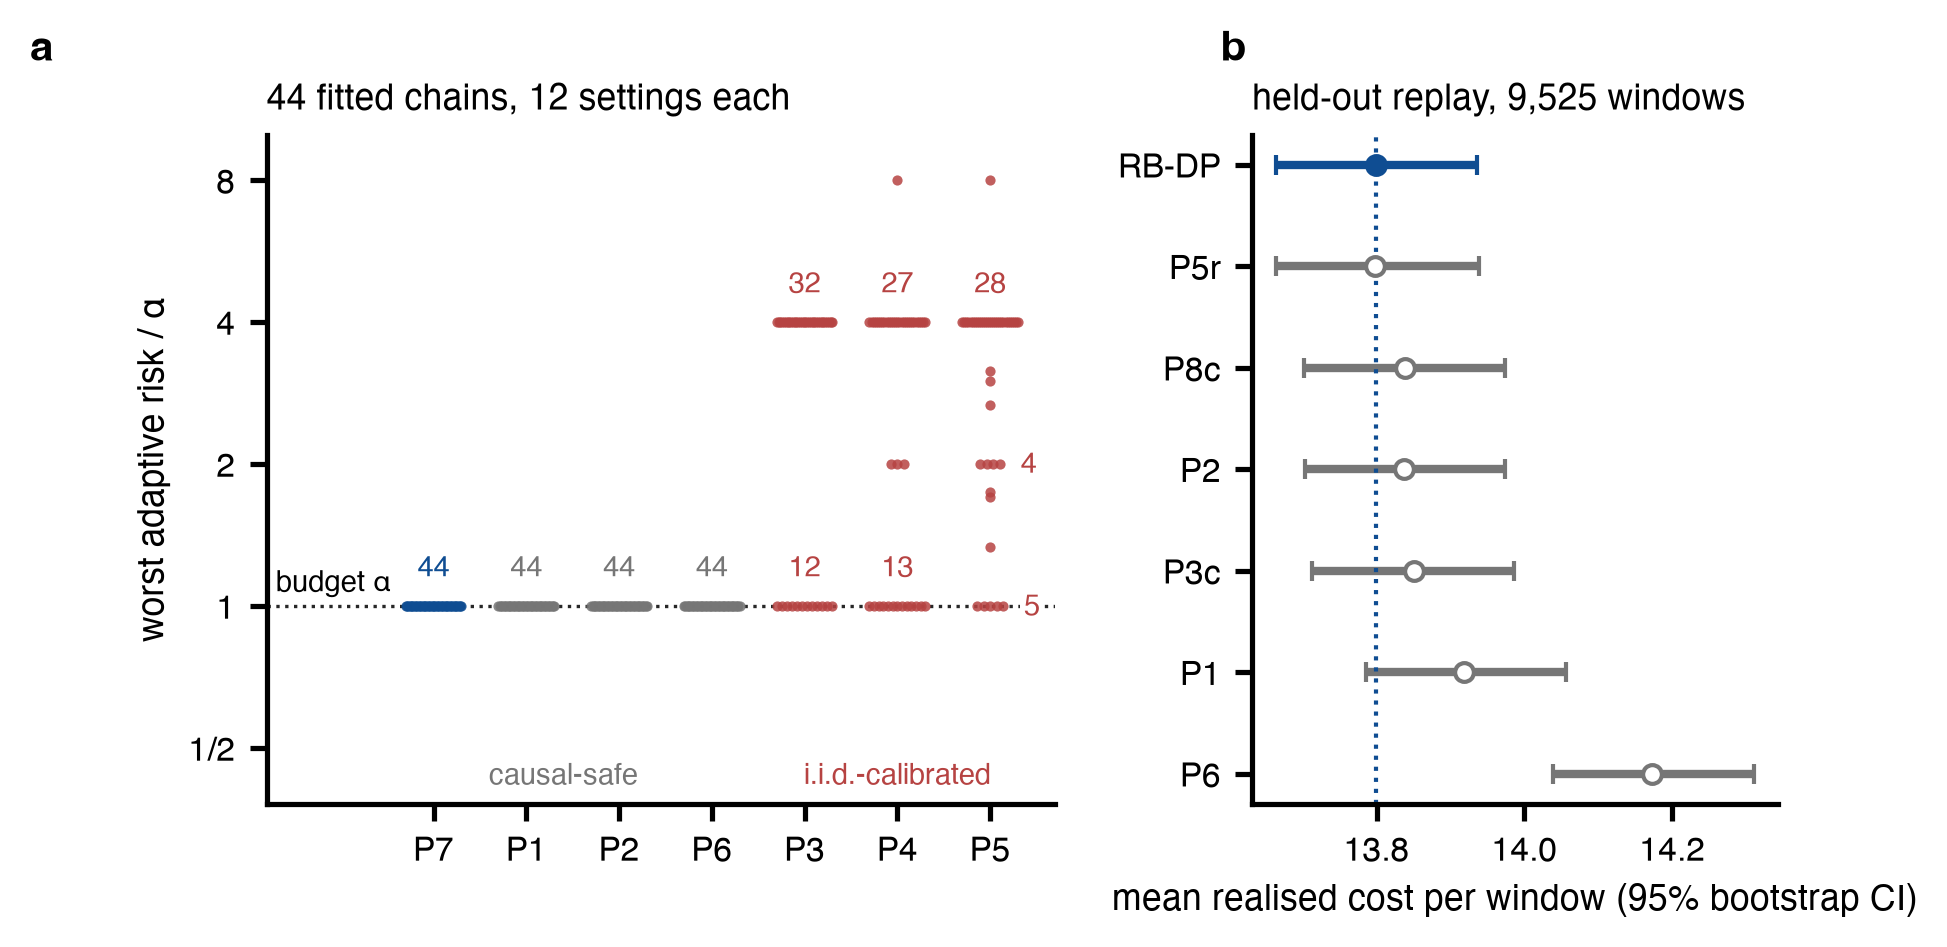 a
44 fitted chains, 12 settings each
worst adaptive risk / α
8
4
2
1
1/2
32
27
28
4
budget α
44
44
44
44
12
13
5
causal-safe
i.i.d.-calibrated
P7
P1
P2
P6
P3
P4
P5
b
held-out replay, 9,525 windows
RB-DP
P5r
P8c
P2
P3c
P1
P6
13.8
14.0
14.2
mean realised cost per window (95% bootstrap CI)